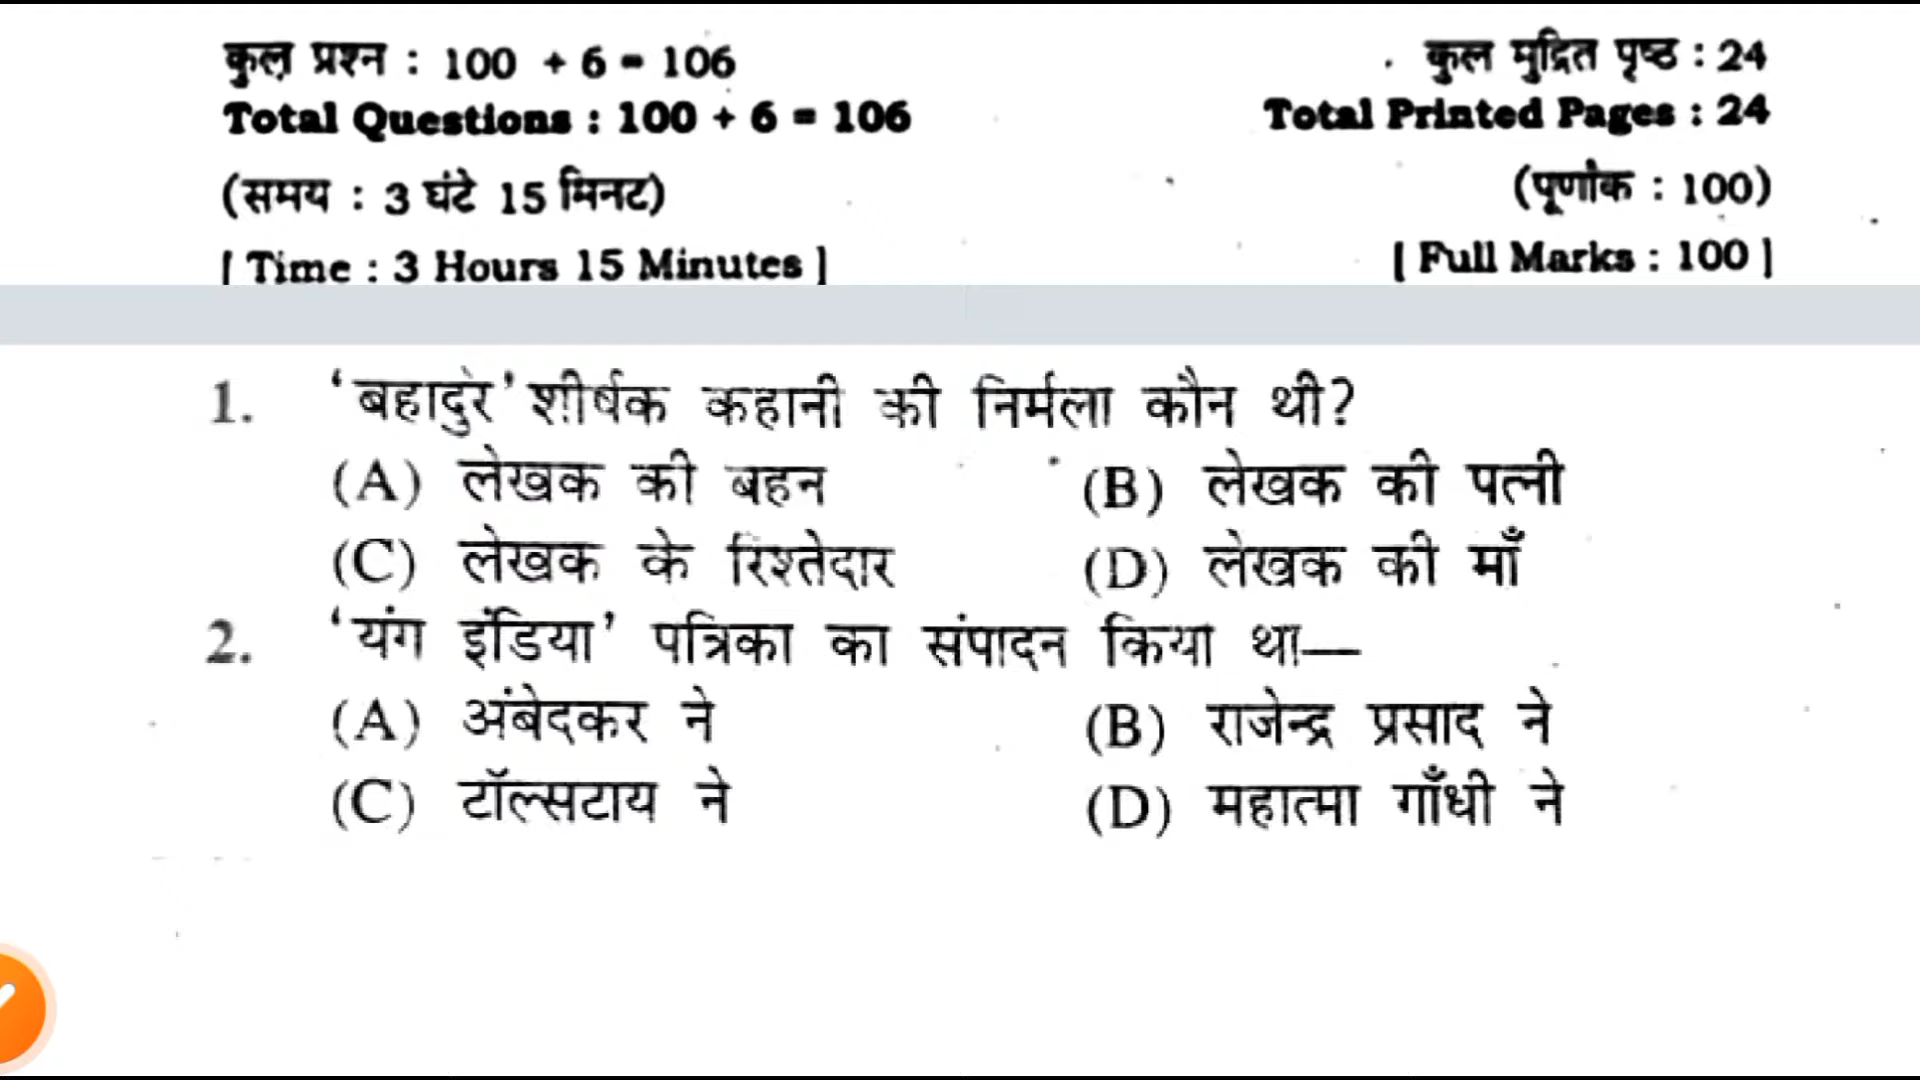 कुल प्रश्न : 100 + 6 = 106
कुल मुद्रित पृष्ठ : 24
Total Questions : 100 + 6 = 106
Total Printed Pages : 24
(समय : 3 घंटे 15 मिनट)
(पूर्णांक : 100)
[ Time : 3 Hours 15 Minutes ]
[ Full Marks : 100 ]
1. ‘बहादुर’ शीर्षक कहानी की निर्मला कौन थी?
(A) लेखक की बहन (B) लेखक की पत्नी
(C) लेखक के रिश्तेदार (D) लेखक की माँ
2. ‘यंग इंडिया’ पत्रिका का संपादन किया था—
(A) अंबेदकर ने (B) राजेन्द्र प्रसाद ने
(C) टॉल्सटाय ने (D) महात्मा गाँधी ने